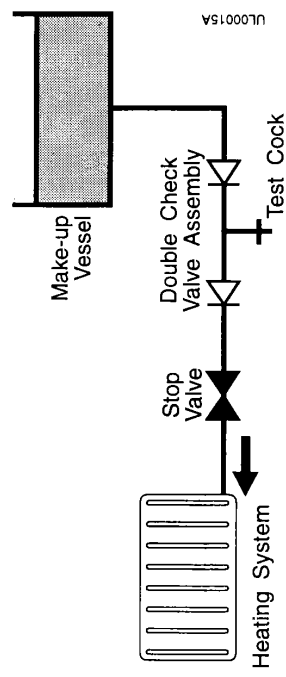 Make-up
Vessel
Double Check
Valve Assembly
Test Cock
Stop
Valve
Heating System
UL00015A